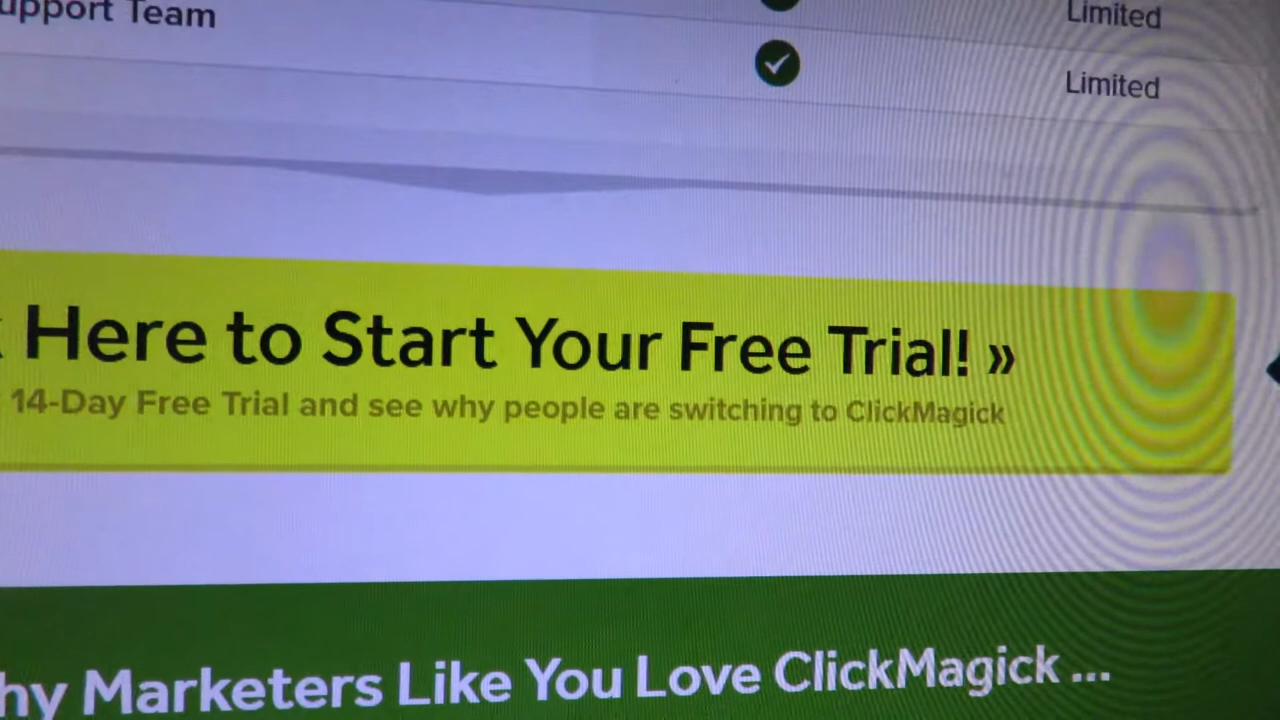 upport Team
Limited
Limited
Here to Start Your Free Trial! »
14-Day Free Trial and see why people are switching to ClickMagick
hy Marketers Like You Love ClickMagick ...